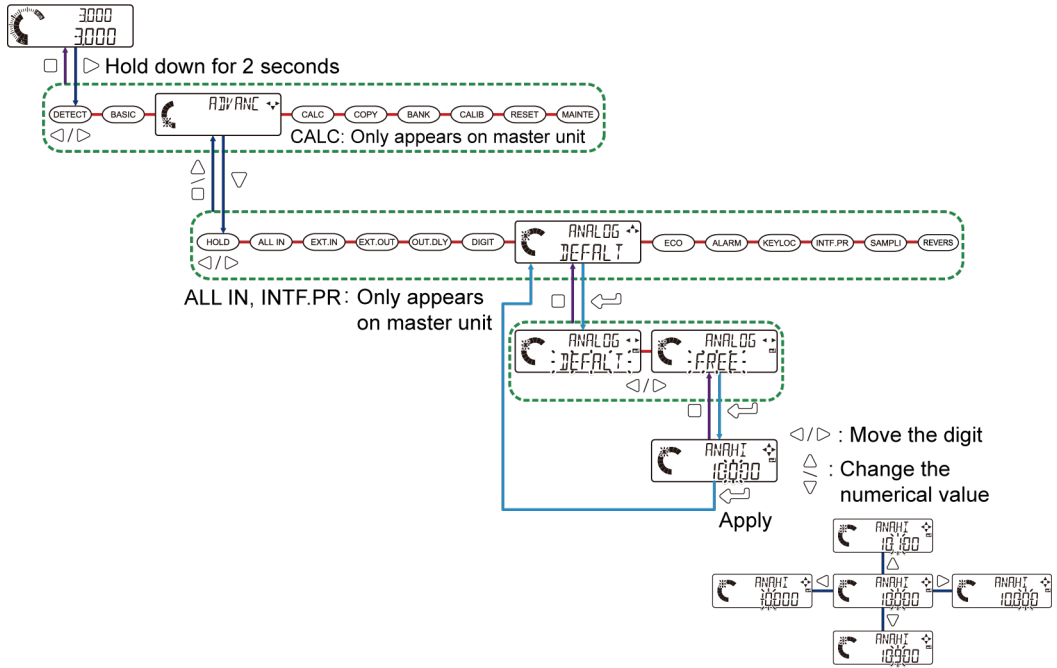 3.000
3.000
Hold down for 2 seconds
DETECT BASIC ADVANC CALC COPY BANK CALIB RESET MAINTE
CALC: Only appears on master unit
HOLD ALL IN EXT.IN EXT.OUT OUT.DLY DIGIT ANALOG ECO ALARM KEYLOC INTF.PR SAMPLI REVERS
DEFALT
ALL IN, INTF.PR: Only appears
on master unit
ANALOG ANALOG
DEFALT FREE
ANAHI
10.000
: Move the digit
: Change the
numerical value
Apply
ANAHI
10.100
ANAHI ANAHI ANAHI
10.000 10.000 10.000
ANAHI
10.900